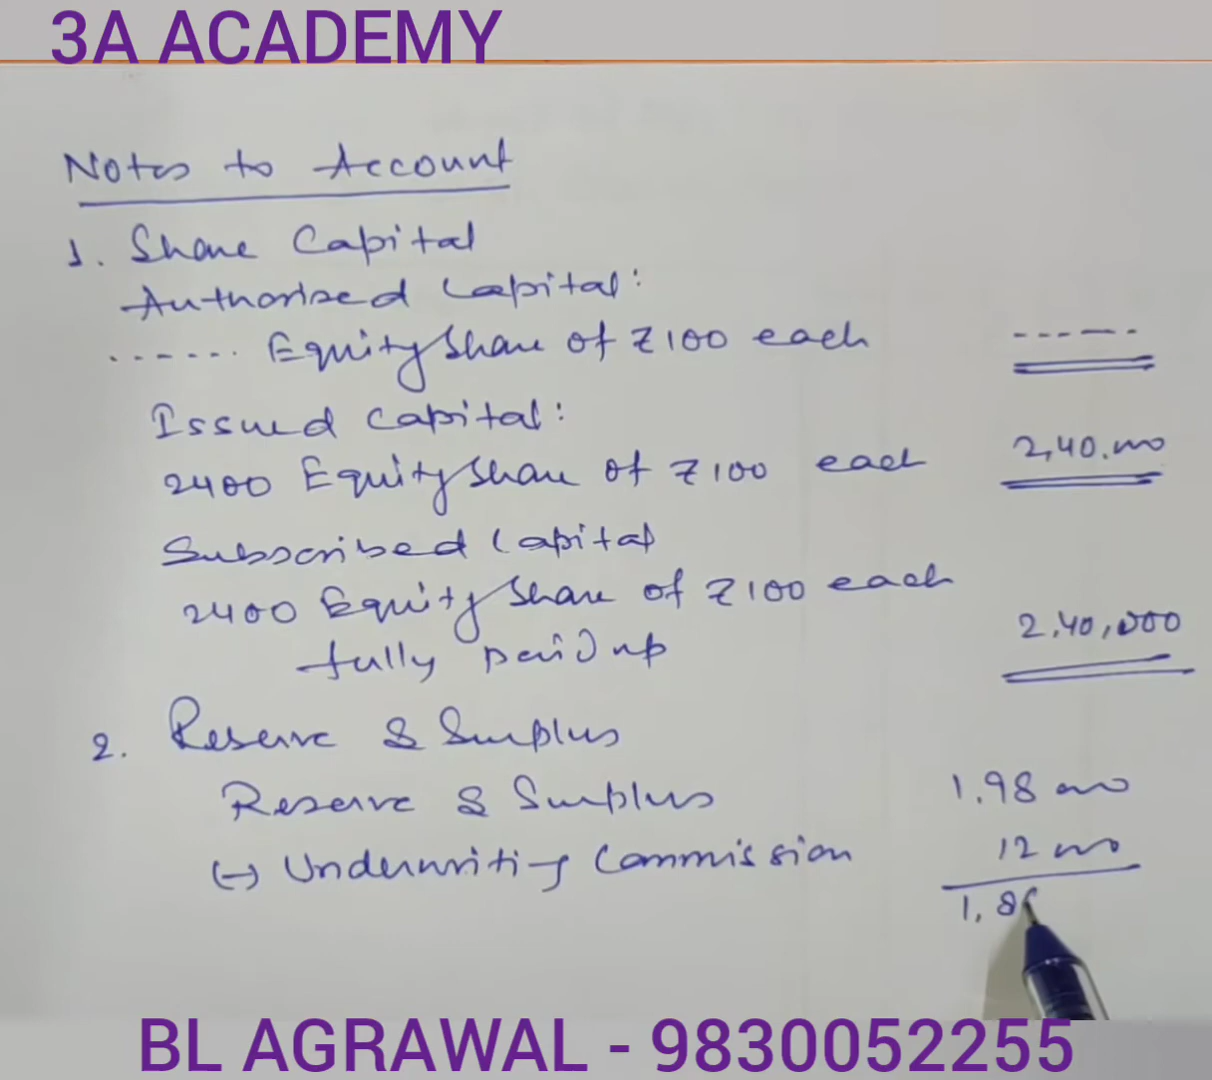 3A ACADEMY
Notes to Account
1. Share Capital
Authorised Capital:
....... Equity Share of ₹100 each ------
Issued Capital:
2400 Equity Share of ₹100 each 2,40,000
Subscribed Capital
2400 Equity Share of ₹100 each
fully paid up 2,40,000
2. Reserve & Surplus
Reserve & Surplus 1,98,000
(-) Underwriting Commission 12,000
1,86
BL AGRAWAL - 9830052255